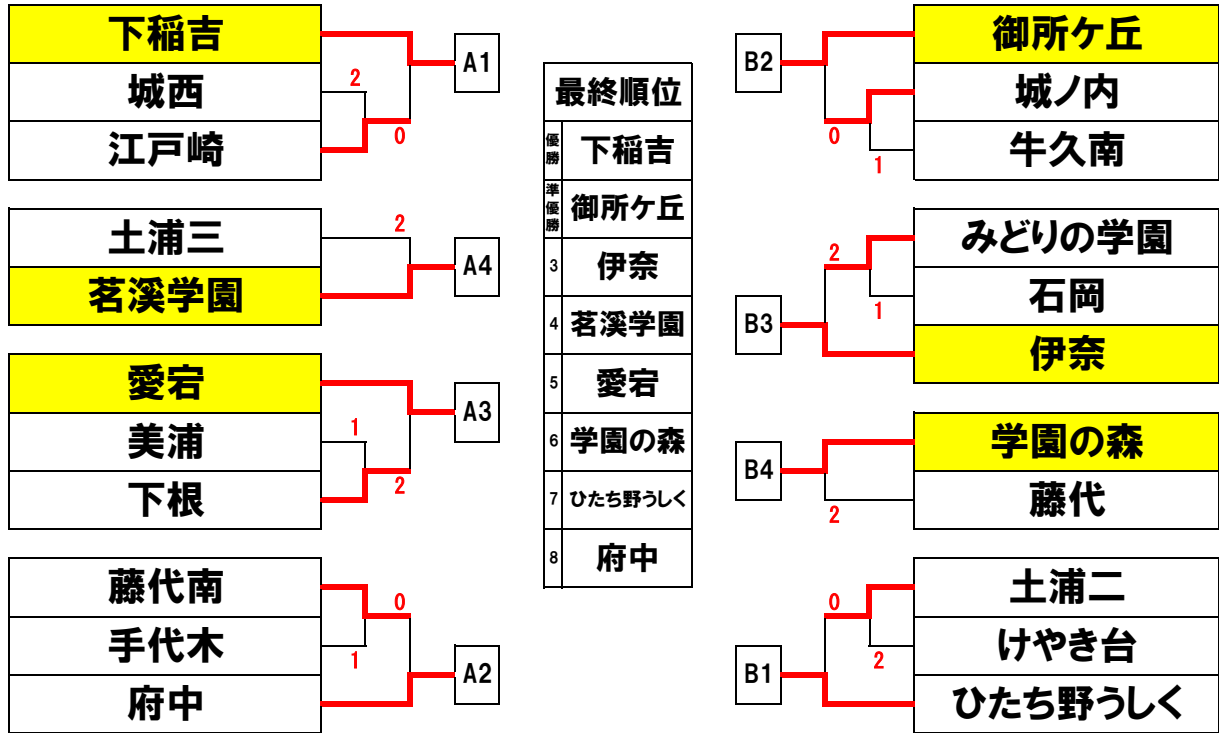 下稲吉
城西
江戸崎
2
0
A1
土浦三
茗溪学園
2
A4
愛宕
美浦
下根
1
2
A3
藤代南
手代木
府中
0
1
A2
最終順位
優勝 下稲吉
準優勝 御所ケ丘
3 伊奈
4 茗溪学園
5 愛宕
6 学園の森
7 ひたち野うしく
8 府中
B2
0
1
御所ケ丘
城ノ内
牛久南
B3
2
1
みどりの学園
石岡
伊奈
B4
2
学園の森
藤代
B1
0
2
土浦二
けやき台
ひたち野うしく